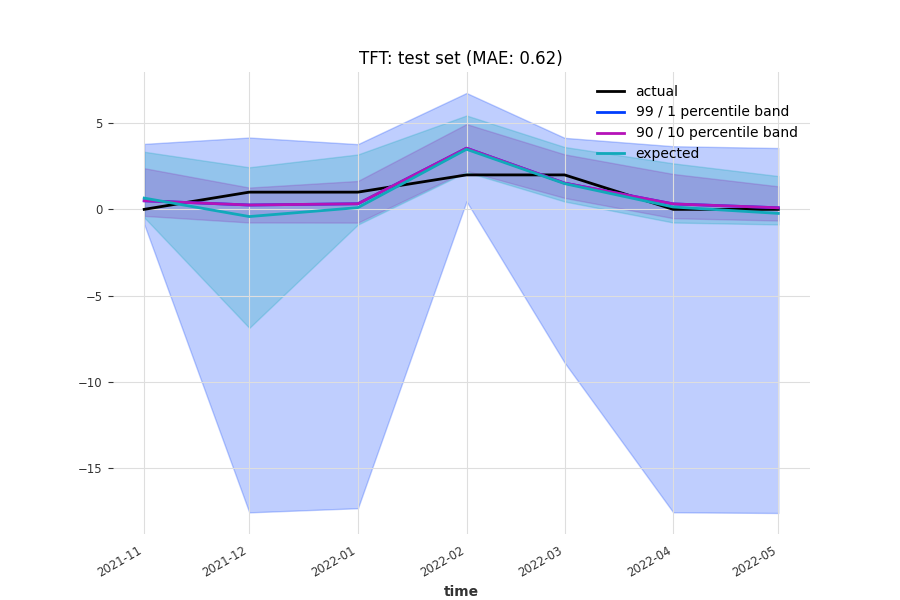 TFT: test set (MAE: 0.62)
actual
99 / 1 percentile band
90 / 10 percentile band
expected
5
0
−5
−10
−15
2021-11
2021-12
2022-01
2022-02
2022-03
2022-04
2022-05
time